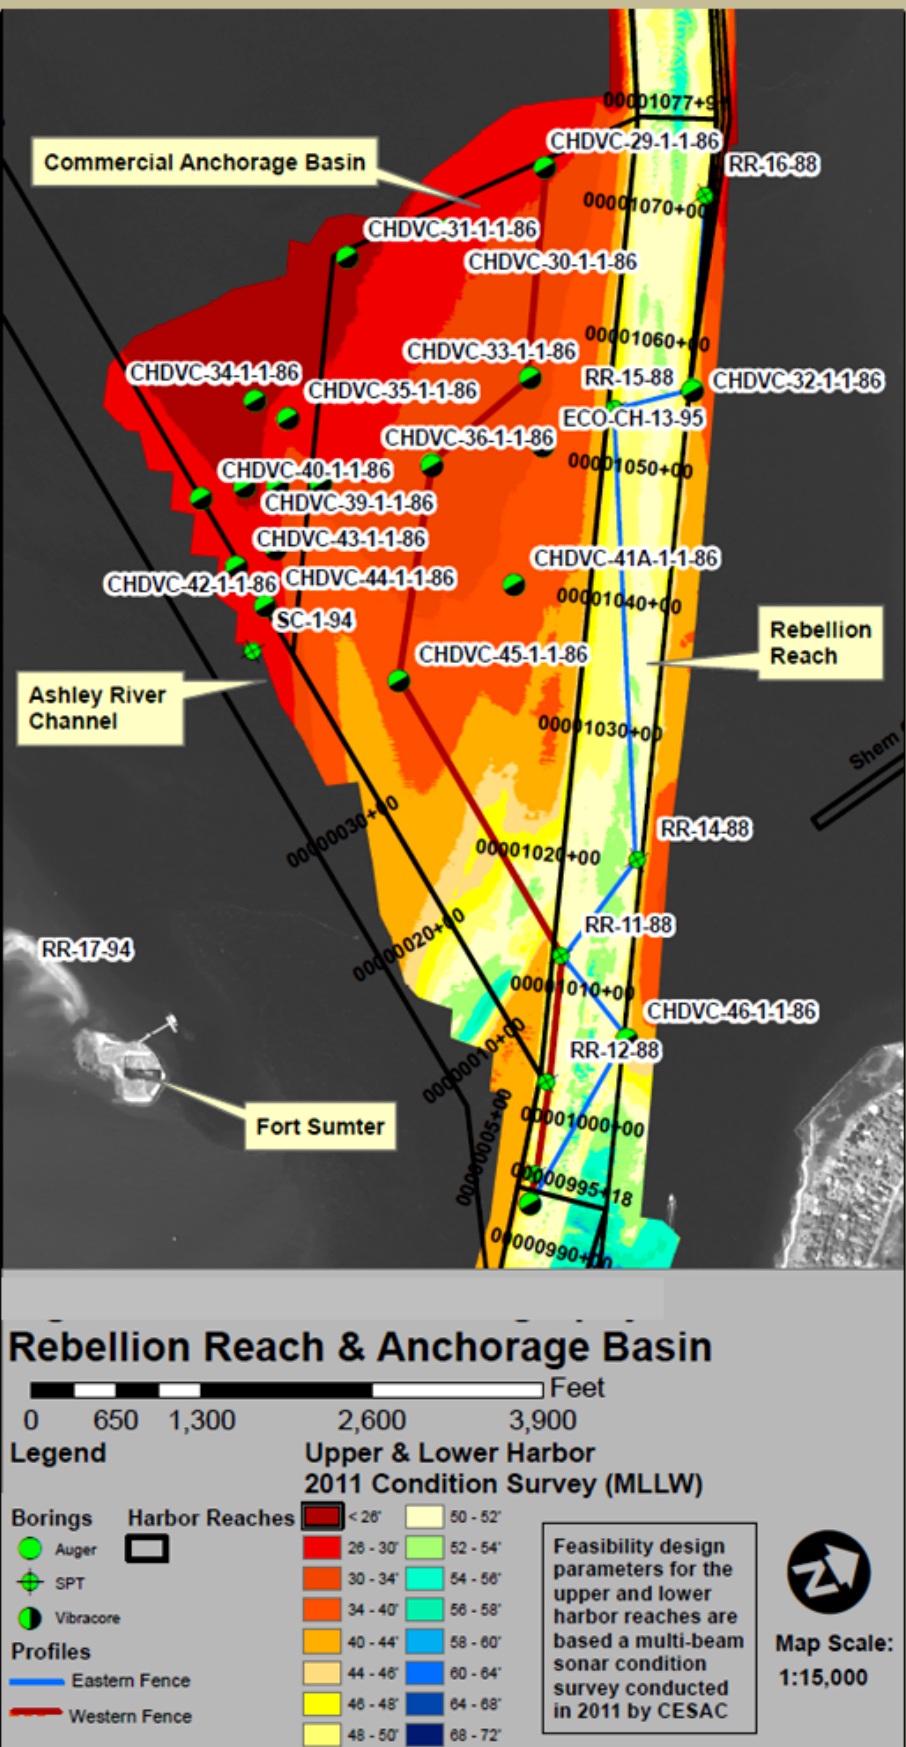 00001077+9
CHDVC-29-1-1-86
Commercial Anchorage Basin
RR-16-88
00001070+00
CHDVC-31-1-1-86
CHDVC-30-1-1-86
00001060+00
CHDVC-33-1-1-86
CHDVC-34-1-1-86
RR-15-88
CHDVC-32-1-1-86
CHDVC-35-1-1-86
ECO-CH-13-95
CHDVC-36-1-1-86
00001050+00
CHDVC-40-1-1-86
CHDVC-39-1-1-86
CHDVC-43-1-1-86
CHDVC-41A-1-1-86
CHDVC-42-1-1-86
CHDVC-44-1-1-86
00001040+00
SC-1-94
Rebellion
Reach
CHDVC-45-1-1-86
Ashley River
Channel
00001030+00
Shem
00000030+00
RR-14-88
00001020+00
RR-11-88
00000020+00
RR-17-94
00001010+00
CHDVC-46-1-1-86
00000010+00
RR-12-88
Fort Sumter
00001000+00
00000005+00
00000995+18
00000990+00
Rebellion Reach & Anchorage Basin
Feet
0 650 1,300 2,600 3,900
Legend
Upper & Lower Harbor
2011 Condition Survey (MLLW)
Borings
Harbor Reaches
Auger
SPT
Vibracore
Profiles
Eastern Fence
Western Fence
< 26'
26 - 30'
30 - 34'
34 - 40'
40 - 44'
44 - 46'
46 - 48'
48 - 50'
50 - 52'
52 - 54'
54 - 56'
56 - 58'
58 - 60'
60 - 64'
64 - 68'
68 - 72'
Feasibility design
parameters for the
upper and lower
harbor reaches are
based a multi-beam
sonar condition
survey conducted
in 2011 by CESAC
N
Map Scale:
1:15,000